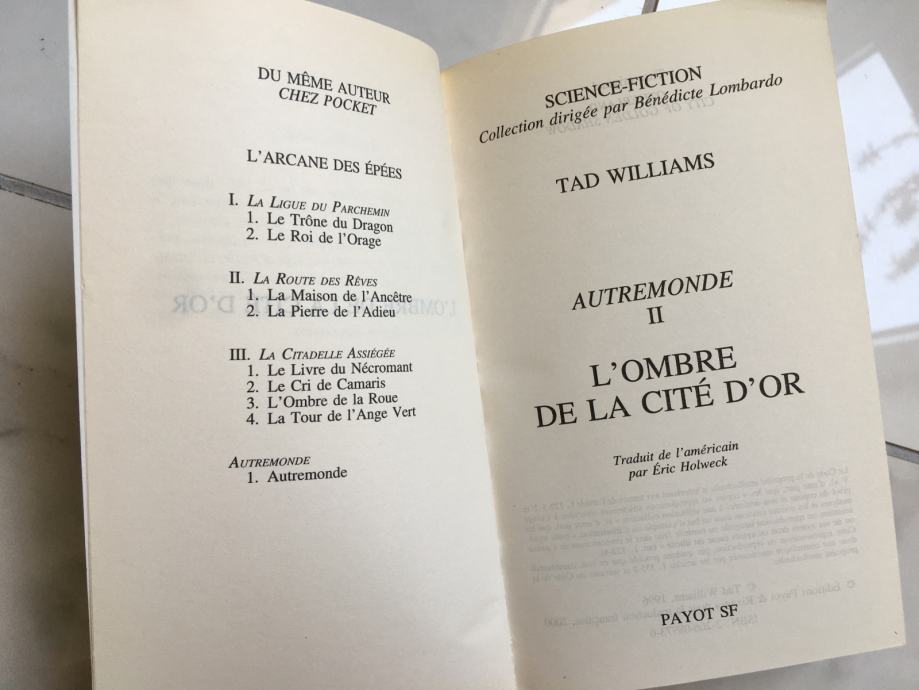 DU MÊME AUTEUR
CHEZ POCKET
L'ARCANE DES ÉPÉES
I. LA LIGUE DU PARCHEMIN
1. Le Trône du Dragon
2. Le Roi de l'Orage
II. LA ROUTE DES RÊVES
1. La Maison de l'Ancêtre
2. La Pierre de l'Adieu
III. LA CITADELLE ASSIÉGÉE
1. Le Livre du Nécromant
2. Le Cri de Camaris
3. L'Ombre de la Roue
4. La Tour de l'Ange Vert
AUTREMONDE
1. Autremonde
SCIENCE-FICTION
Collection dirigée par Bénédicte Lombardo
TAD WILLIAMS
AUTREMONDE
II
L'OMBRE
DE LA CITÉ D'OR
Traduit de l'américain
par Éric Holweck
PAYOT SF